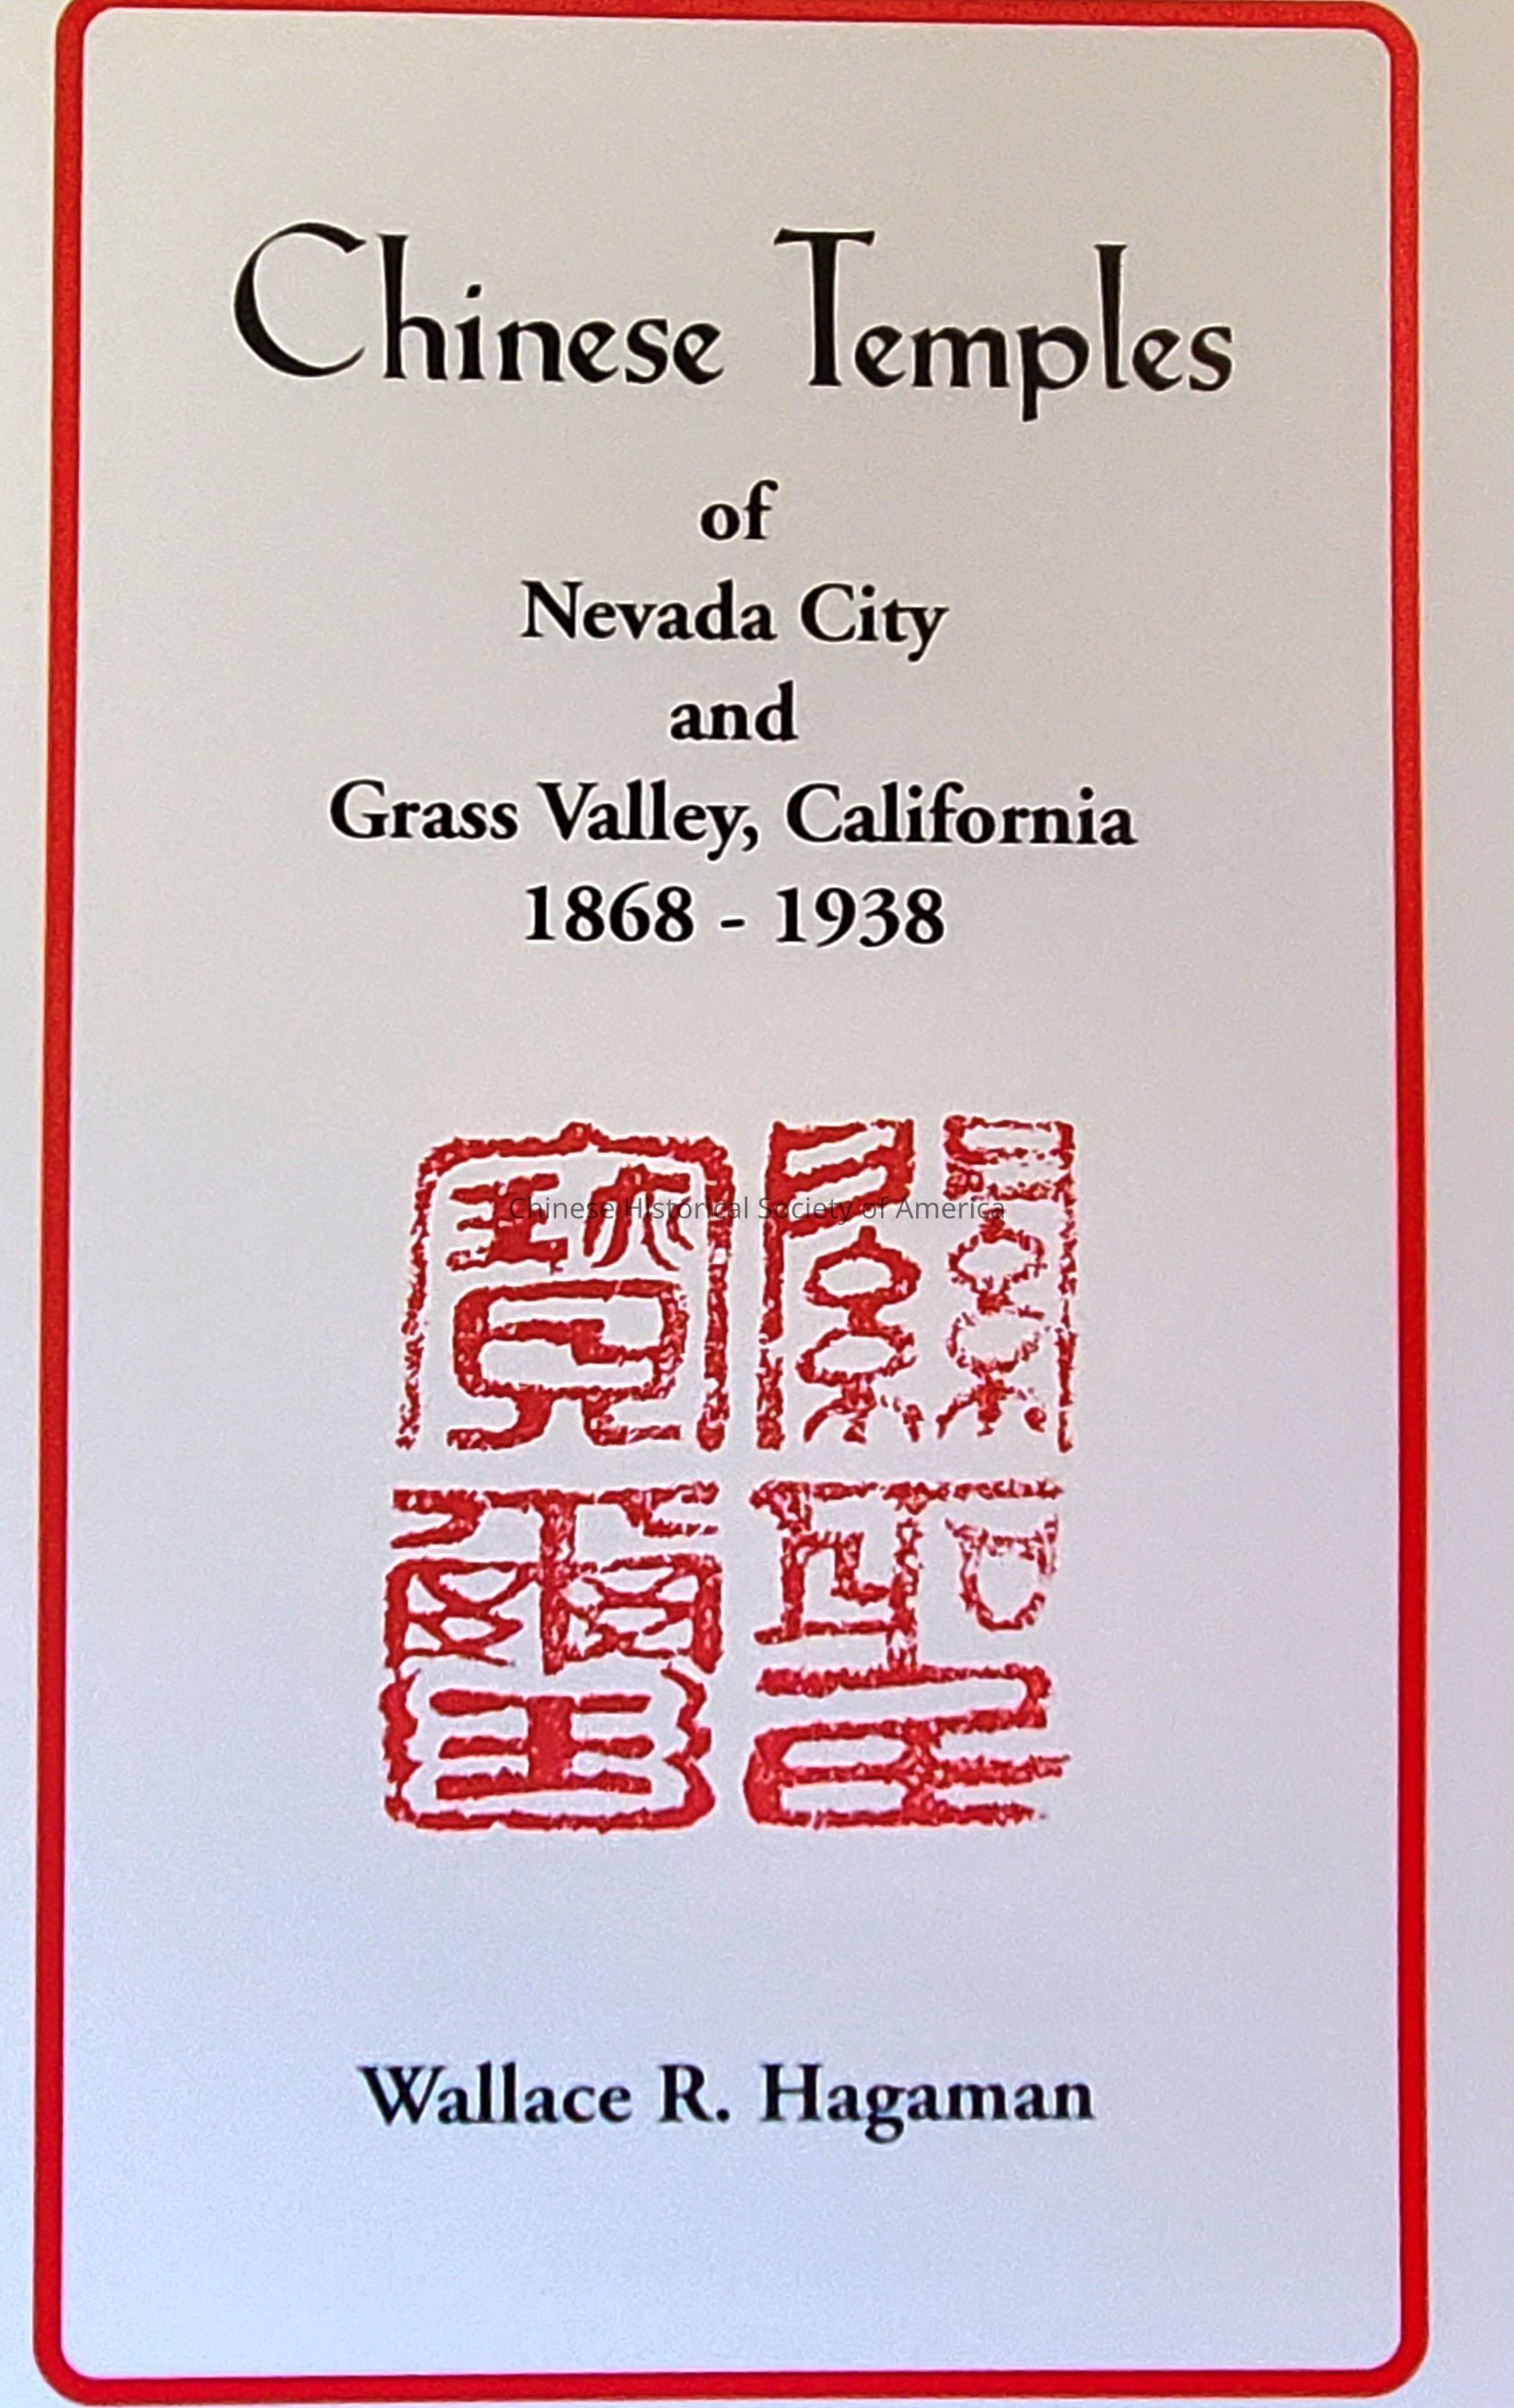 Chinese Temples
of
Nevada City
and
Grass Valley, California
1868 - 1938
Chinese Historical Society of America
Wallace R. Hagaman